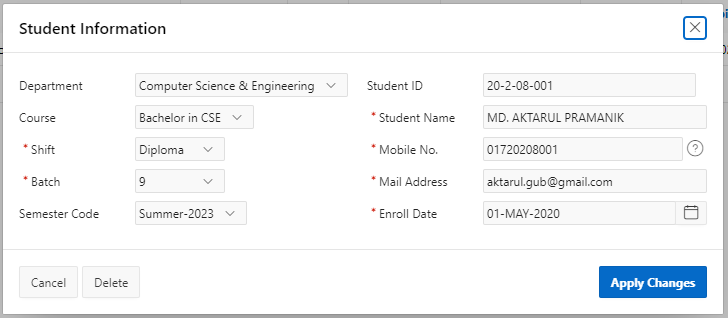 Student Information
Department Computer Science & Engineering Student ID 20-2-08-001
Course Bachelor in CSE * Student Name MD. AKTARUL PRAMANIK
* Shift Diploma * Mobile No. 01720208001 ?
* Batch 9 * Mail Address aktarul.gub@gmail.com
Semester Code Summer-2023 * Enroll Date 01-MAY-2020
Cancel Delete Apply Changes